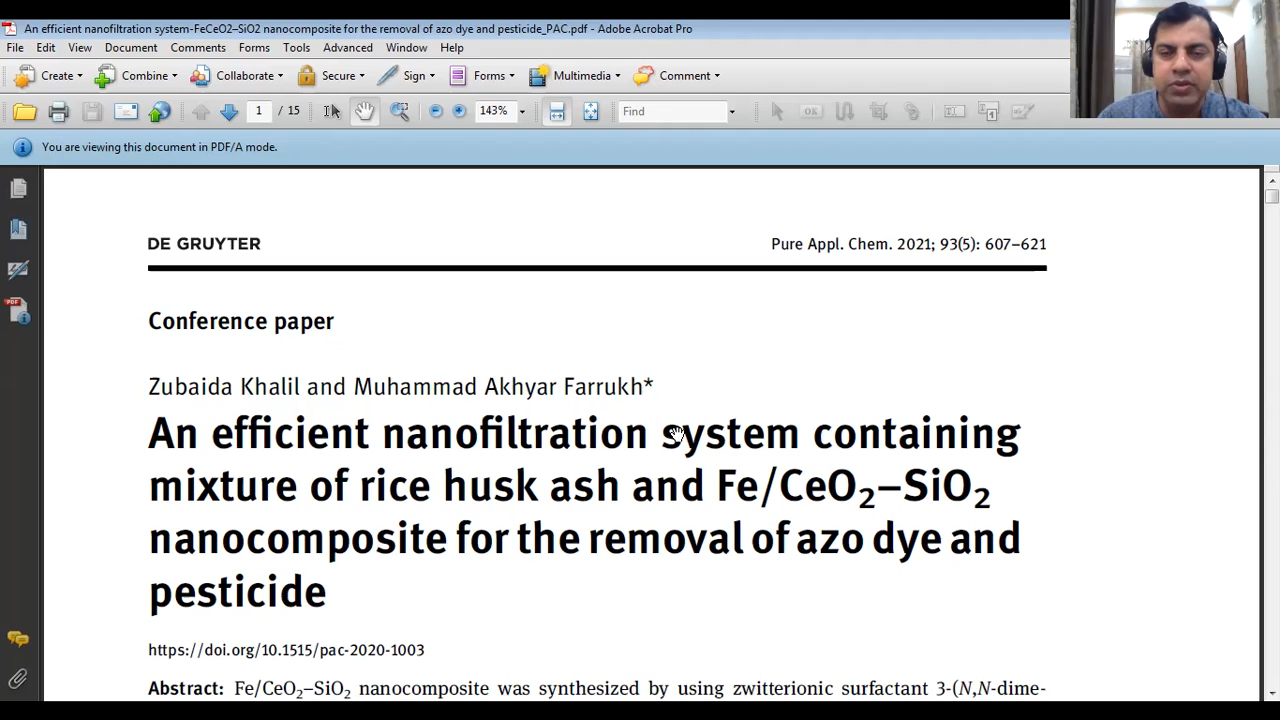 An efficient nanofiltration system-FeCeO2–SiO2 nanocomposite for the removal of azo dye and pesticide_PAC.pdf - Adobe Acrobat Pro
File Edit View Document Comments Forms Tools Advanced Window Help
Create Combine Collaborate Secure Sign Forms Multimedia Comment
1 / 15 143% Find
You are viewing this document in PDF/A mode.
DE GRUYTER Pure Appl. Chem. 2021; 93(5): 607–621
Conference paper
Zubaida Khalil and Muhammad Akhyar Farrukh*
An efficient nanofiltration system containing
mixture of rice husk ash and Fe/CeO₂–SiO₂
nanocomposite for the removal of azo dye and
pesticide
https://doi.org/10.1515/pac-2020-1003
Abstract: Fe/CeO₂–SiO₂ nanocomposite was synthesized by using zwitterionic surfactant 3-(N,N-dime-